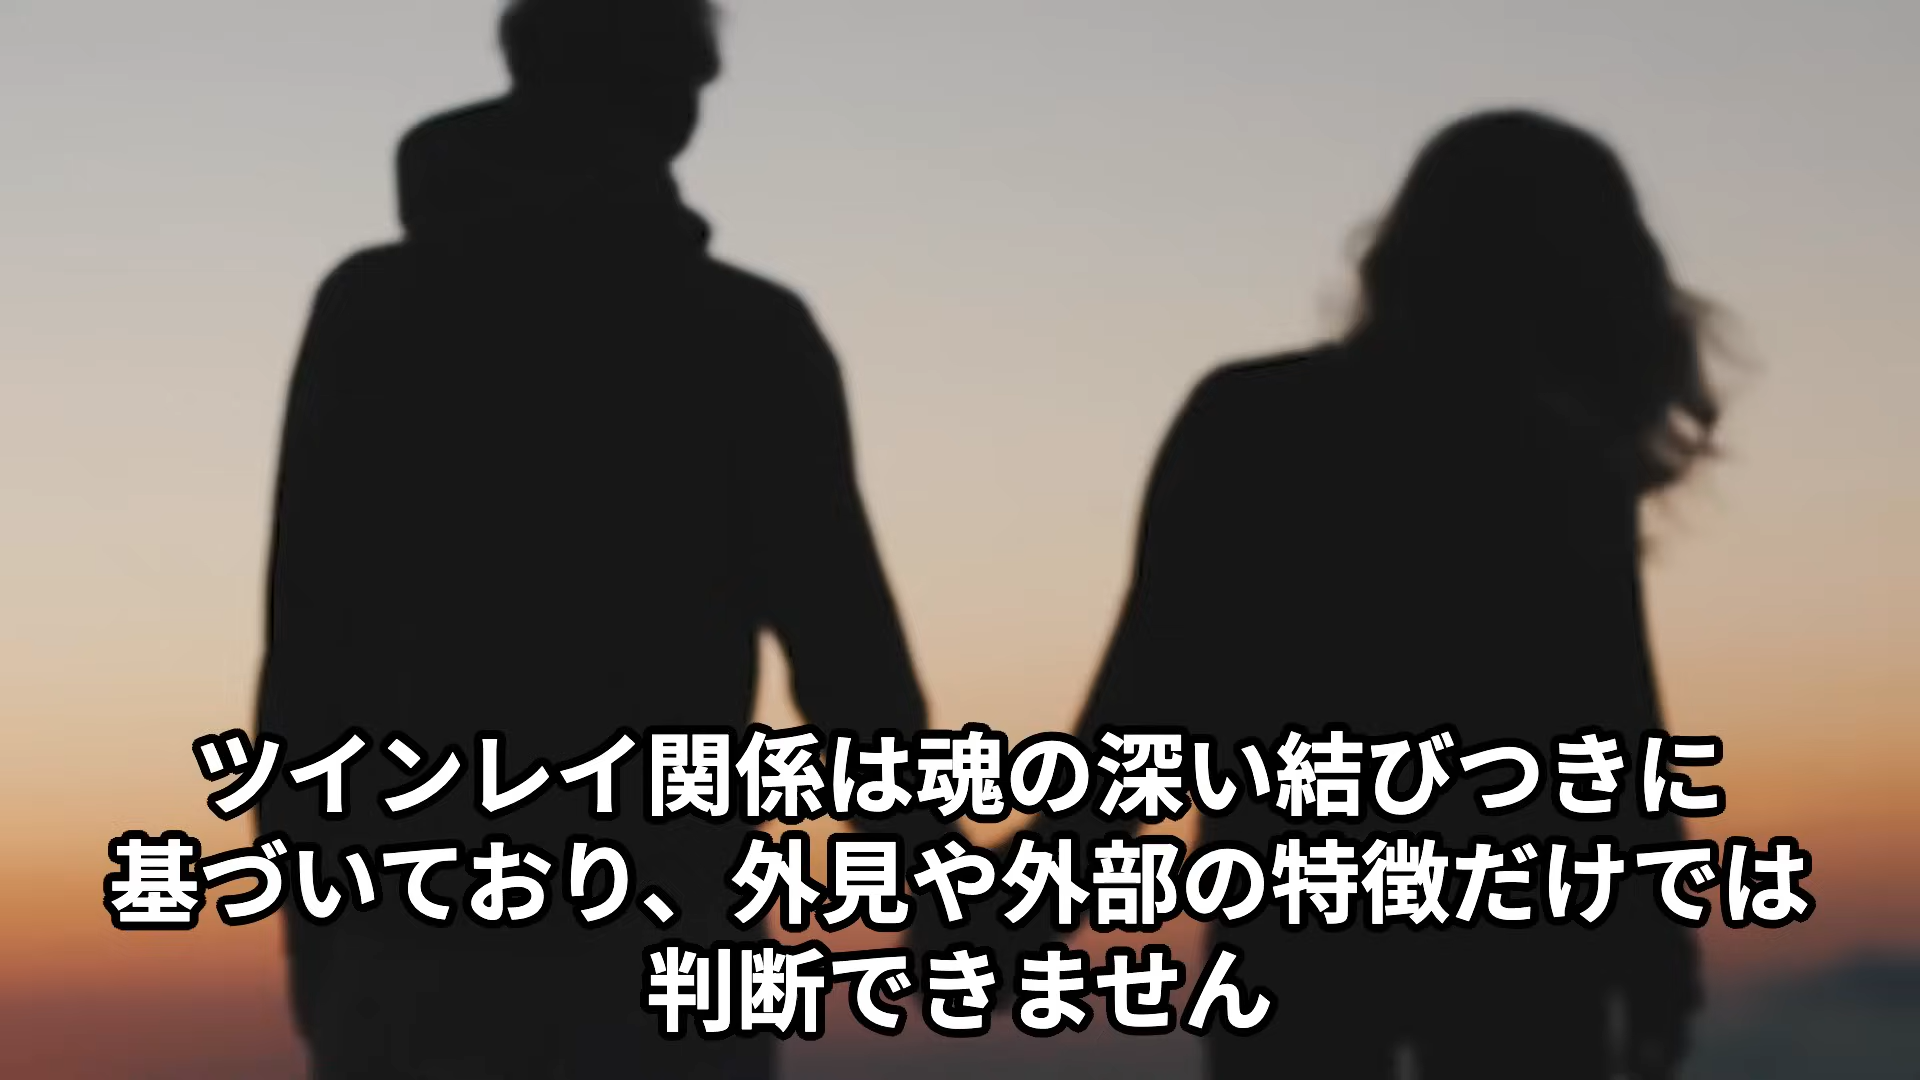 ツインレイ関係は魂の深い結びつきに
基づいており、外見や外部の特徴だけでは
判断できません